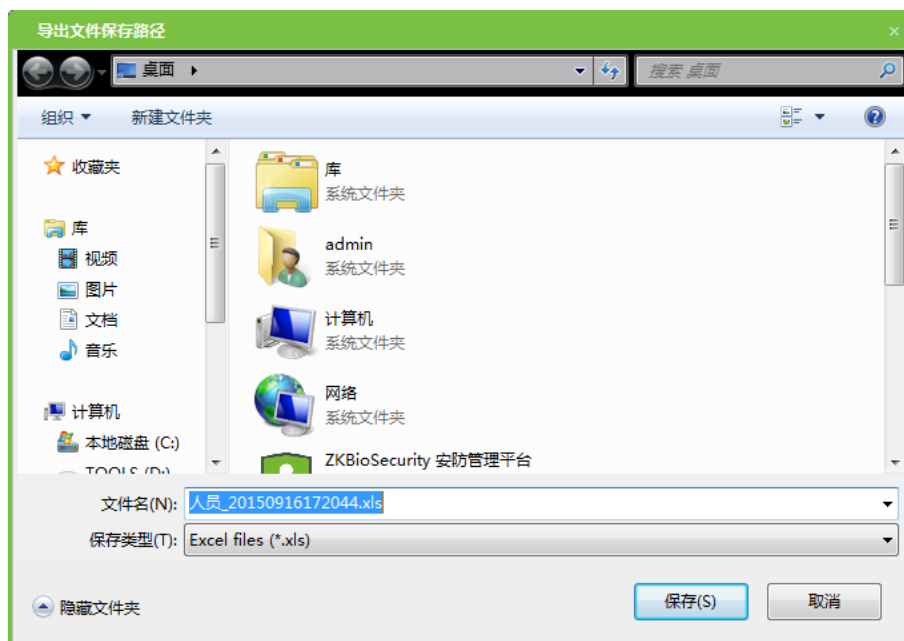 导出文件保存路径
桌面
搜索 桌面
组织
新建文件夹
收藏夹
库
视频
图片
文档
音乐
计算机
本地磁盘 (C:)
TOOLS (D:)
库
系统文件夹
admin
系统文件夹
计算机
系统文件夹
网络
系统文件夹
ZKBioSecurity 安防管理平台
文件名(N):
人员_20150916172044.xls
保存类型(T):
Excel files (*.xls)
隐藏文件夹
保存(S)
取消